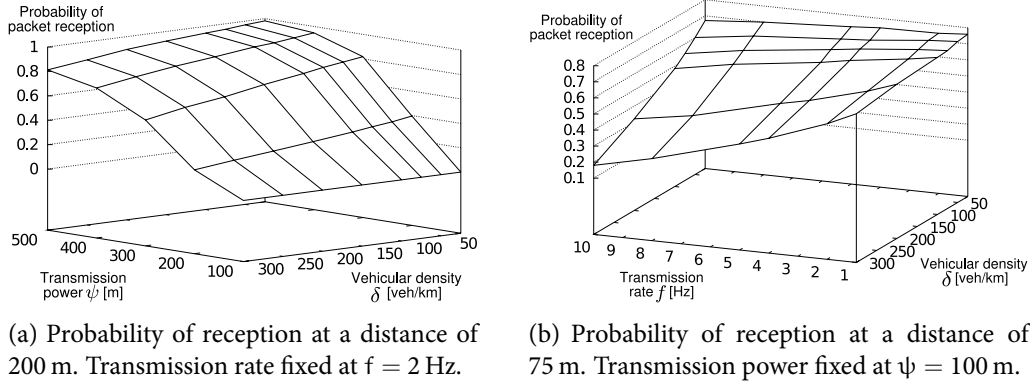 Probability of
packet reception
1
0.8
0.6
0.4
0.2
0
500
400
300
200
100
Transmission
power ψ [m]
300
250
200
150
100
50
Vehicular density
δ [veh/km]
Probability of
packet reception
0.8
0.7
0.6
0.5
0.4
0.3
0.2
0.1
10 9 8 7 6 5 4 3 2 1
Transmission
rate f [Hz]
300
250
200
150
100
50
Vehicular density
δ [veh/km]
(a) Probability of reception at a distance of
200 m. Transmission rate fixed at f = 2 Hz.
(b) Probability of reception at a distance of
75 m. Transmission power fixed at ψ = 100 m.